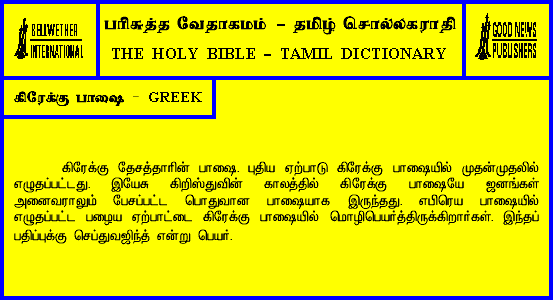 BELLWETHER
INTERNATIONAL
பரிசுத்த வேதாகமம் - தமிழ் சொல்லகராதி
THE HOLY BIBLE - TAMIL DICTIONARY
GOOD NEWS
PUBLISHERS
கிரேக்கு பாஷை - GREEK
கிரேக்கு தேசத்தாரின் பாஷை. புதிய ஏற்பாடு கிரேக்கு பாஷையில் முதன்முதலில்
எழுதப்பட்டது. இயேசு கிறிஸ்துவின் காலத்தில் கிரேக்கு பாஷையே ஜனங்கள்
அனைவராலும் பேசப்பட்ட பொதுவான பாஷையாக இருந்தது. எபிரெய பாஷையில்
எழுதப்பட்ட பழைய ஏற்பாட்டை கிரேக்கு பாஷையில் மொழிபெயர்த்திருக்கிறார்கள். இந்தப்
பதிப்புக்கு செப்துவஜிந்த் என்று பெயர்.